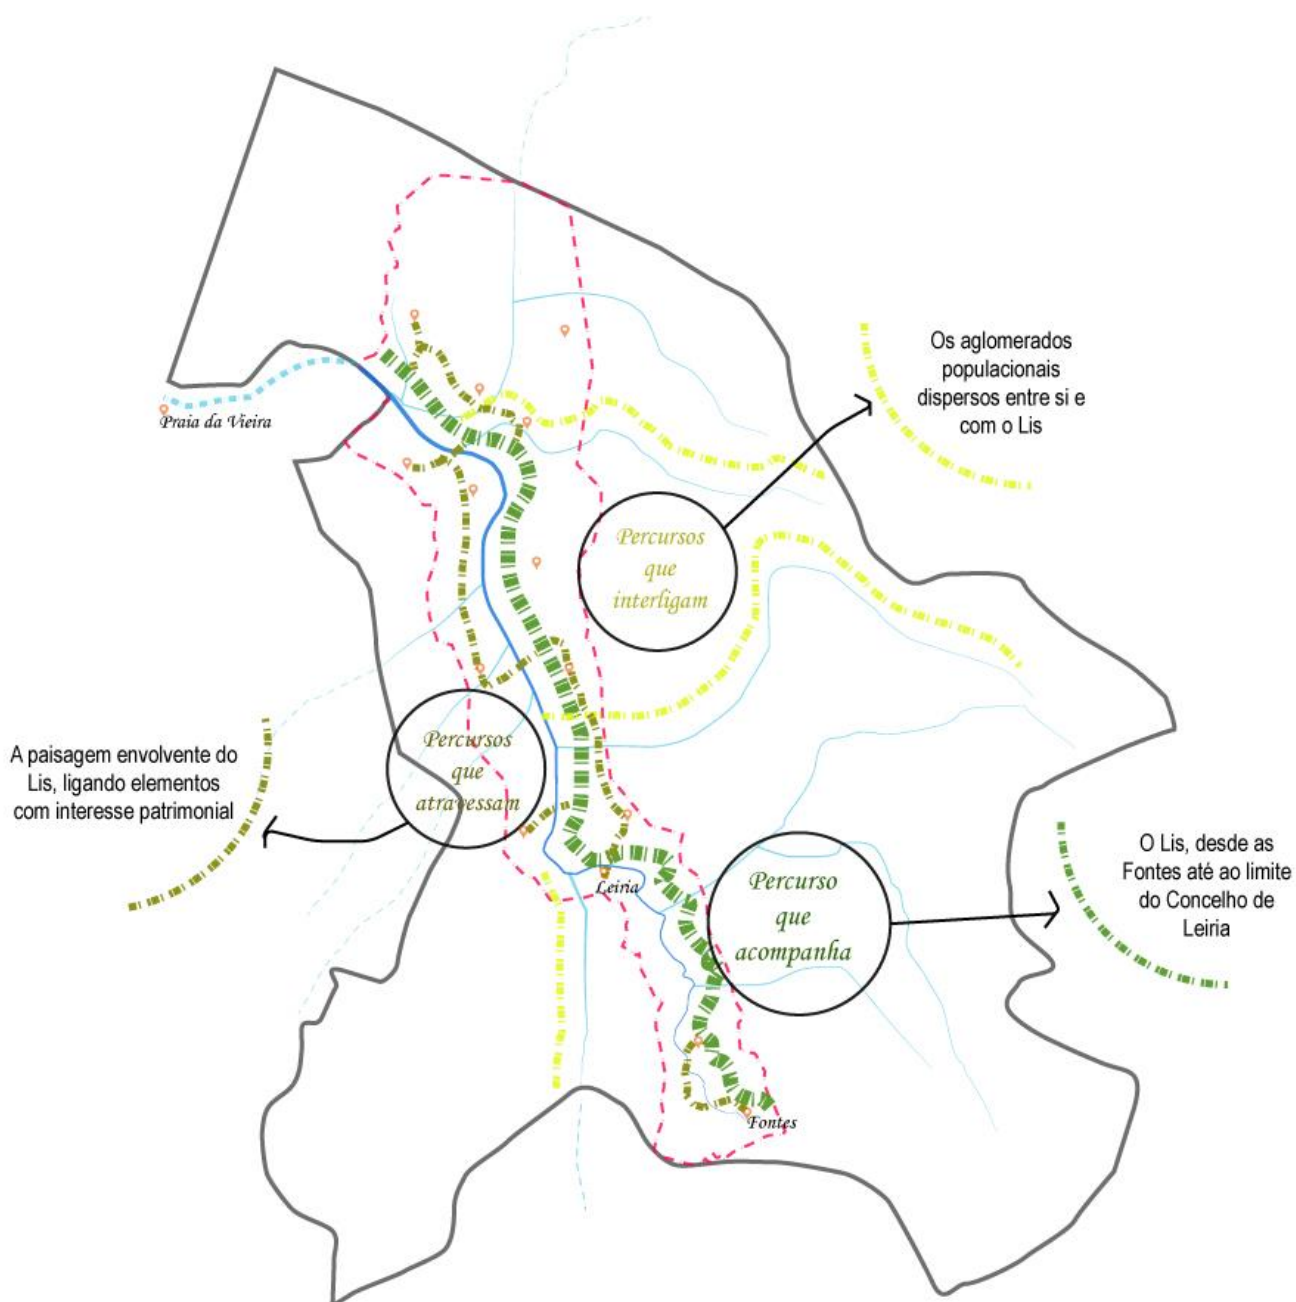 Os aglomerados
populacionais
dispersos entre si e
com o Lis
Praia da Vieira
Percursos
que
interligam
A paisagem envolvente do
Lis, ligando elementos
com interesse patrimonial
Percursos
que
atravessam
O Lis, desde as
Fontes até ao limite
do Concelho de
Leiria
Percurso
que
acompanha
Leiria
Fontes